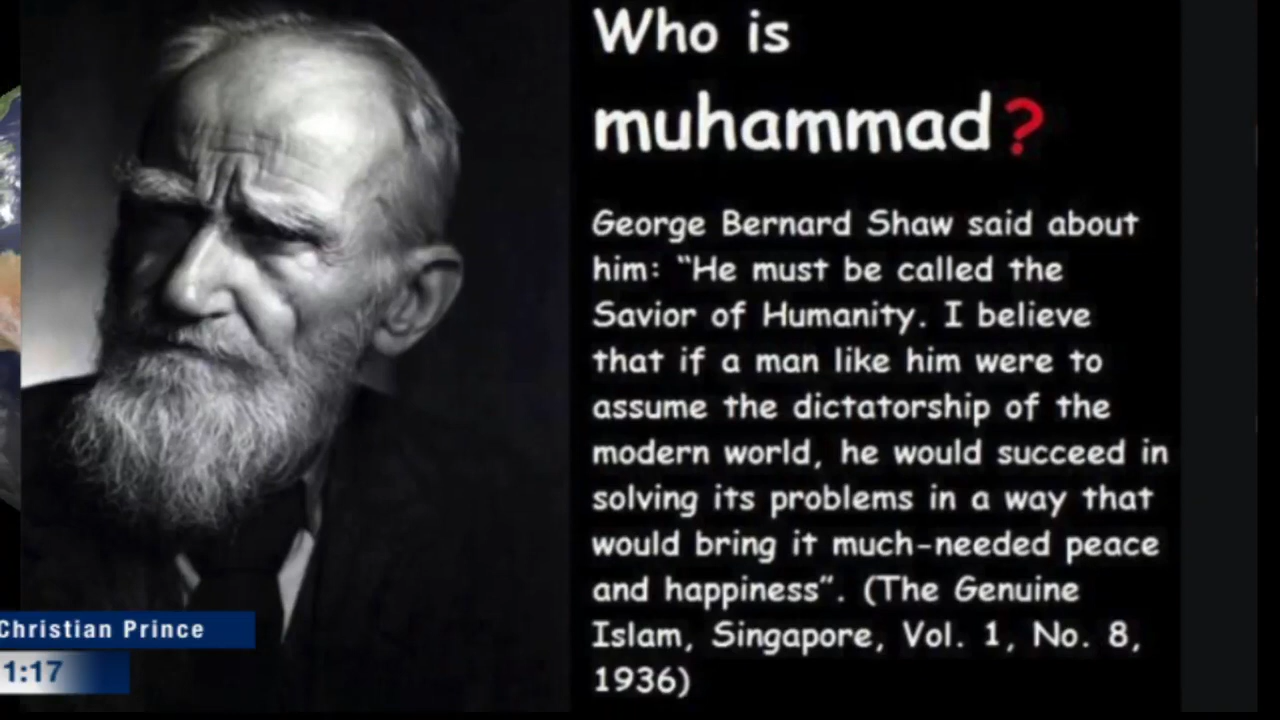 Who is
muhammad?
George Bernard Shaw said about
him: “He must be called the
Savior of Humanity. I believe
that if a man like him were to
assume the dictatorship of the
modern world, he would succeed in
solving its problems in a way that
would bring it much-needed peace
and happiness”. (The Genuine
Islam, Singapore, Vol. 1, No. 8,
1936)
Christian Prince
1:17